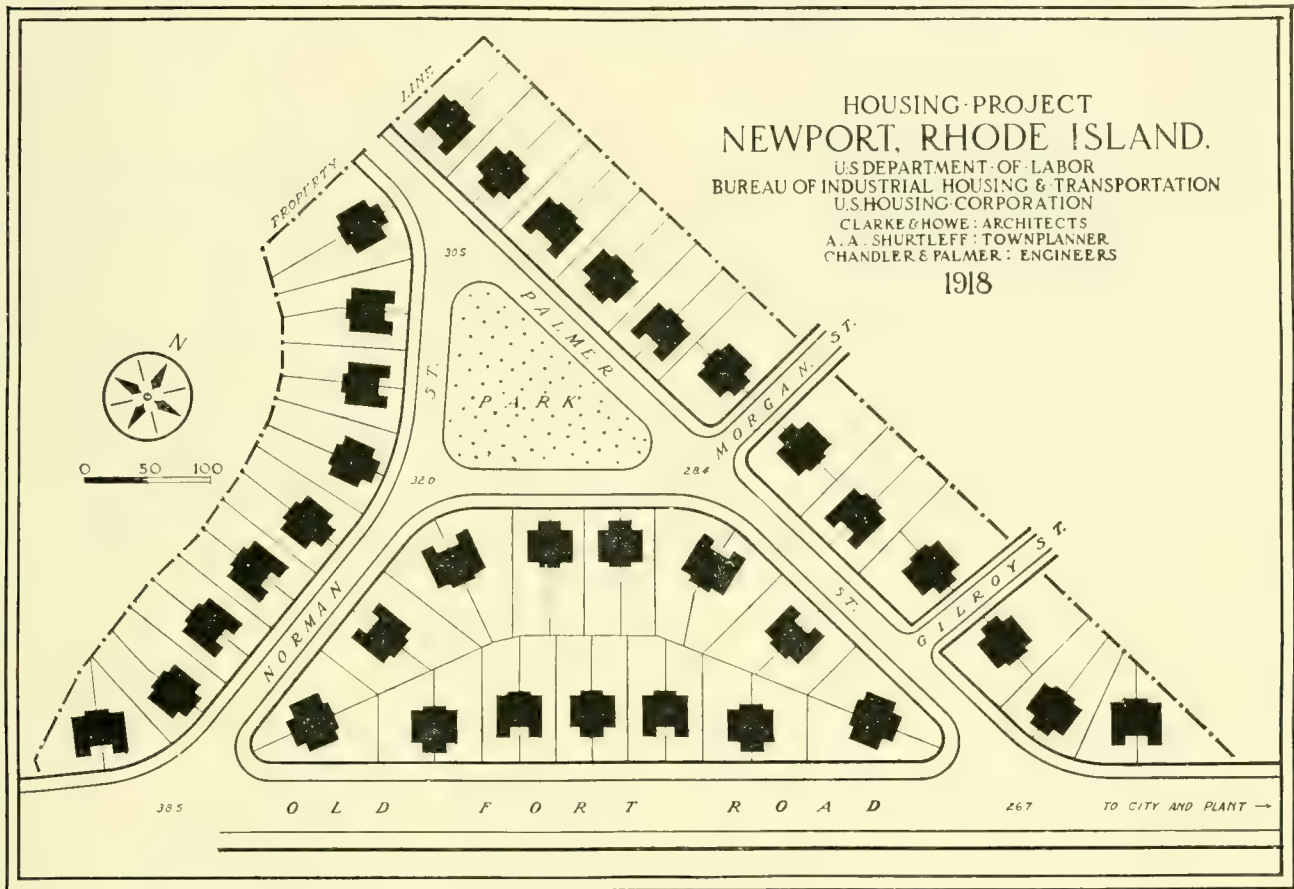 HOUSING·PROJECT
NEWPORT, RHODE ISLAND.
U.S DEPARTMENT·OF·LABOR
BUREAU OF INDUSTRIAL HOUSING & TRANSPORTATION
U.S.HOUSING·CORPORATION
CLARKE & HOWE : ARCHITECTS
A.A. SHURTLEFF : TOWNPLANNER
CHANDLER & PALMER : ENGINEERS
1918
PROPERTY LINE
305
PALMER ST.
MORGAN. ST.
N
ST.
PARK
0 50 100
320
284
NORMAN
GILROY ST.
385
OLD FORT ROAD
267
TO CITY AND PLANT →